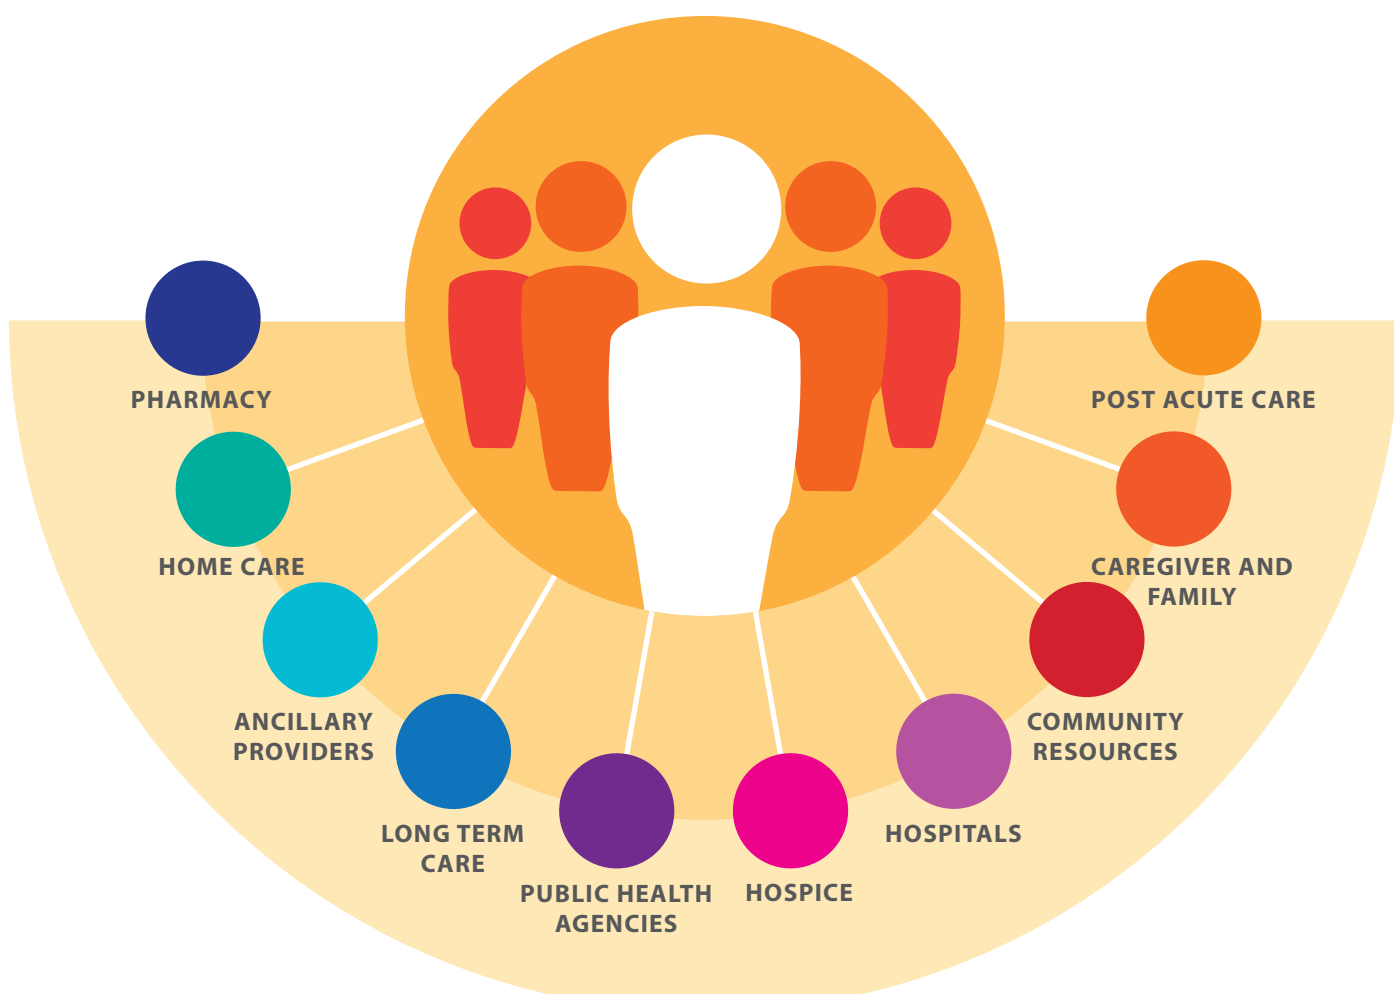 PHARMACY
HOME CARE
ANCILLARY
PROVIDERS
LONG TERM
CARE
PUBLIC HEALTH
AGENCIES
HOSPICE
HOSPITALS
COMMUNITY
RESOURCES
CAREGIVER AND
FAMILY
POST ACUTE CARE